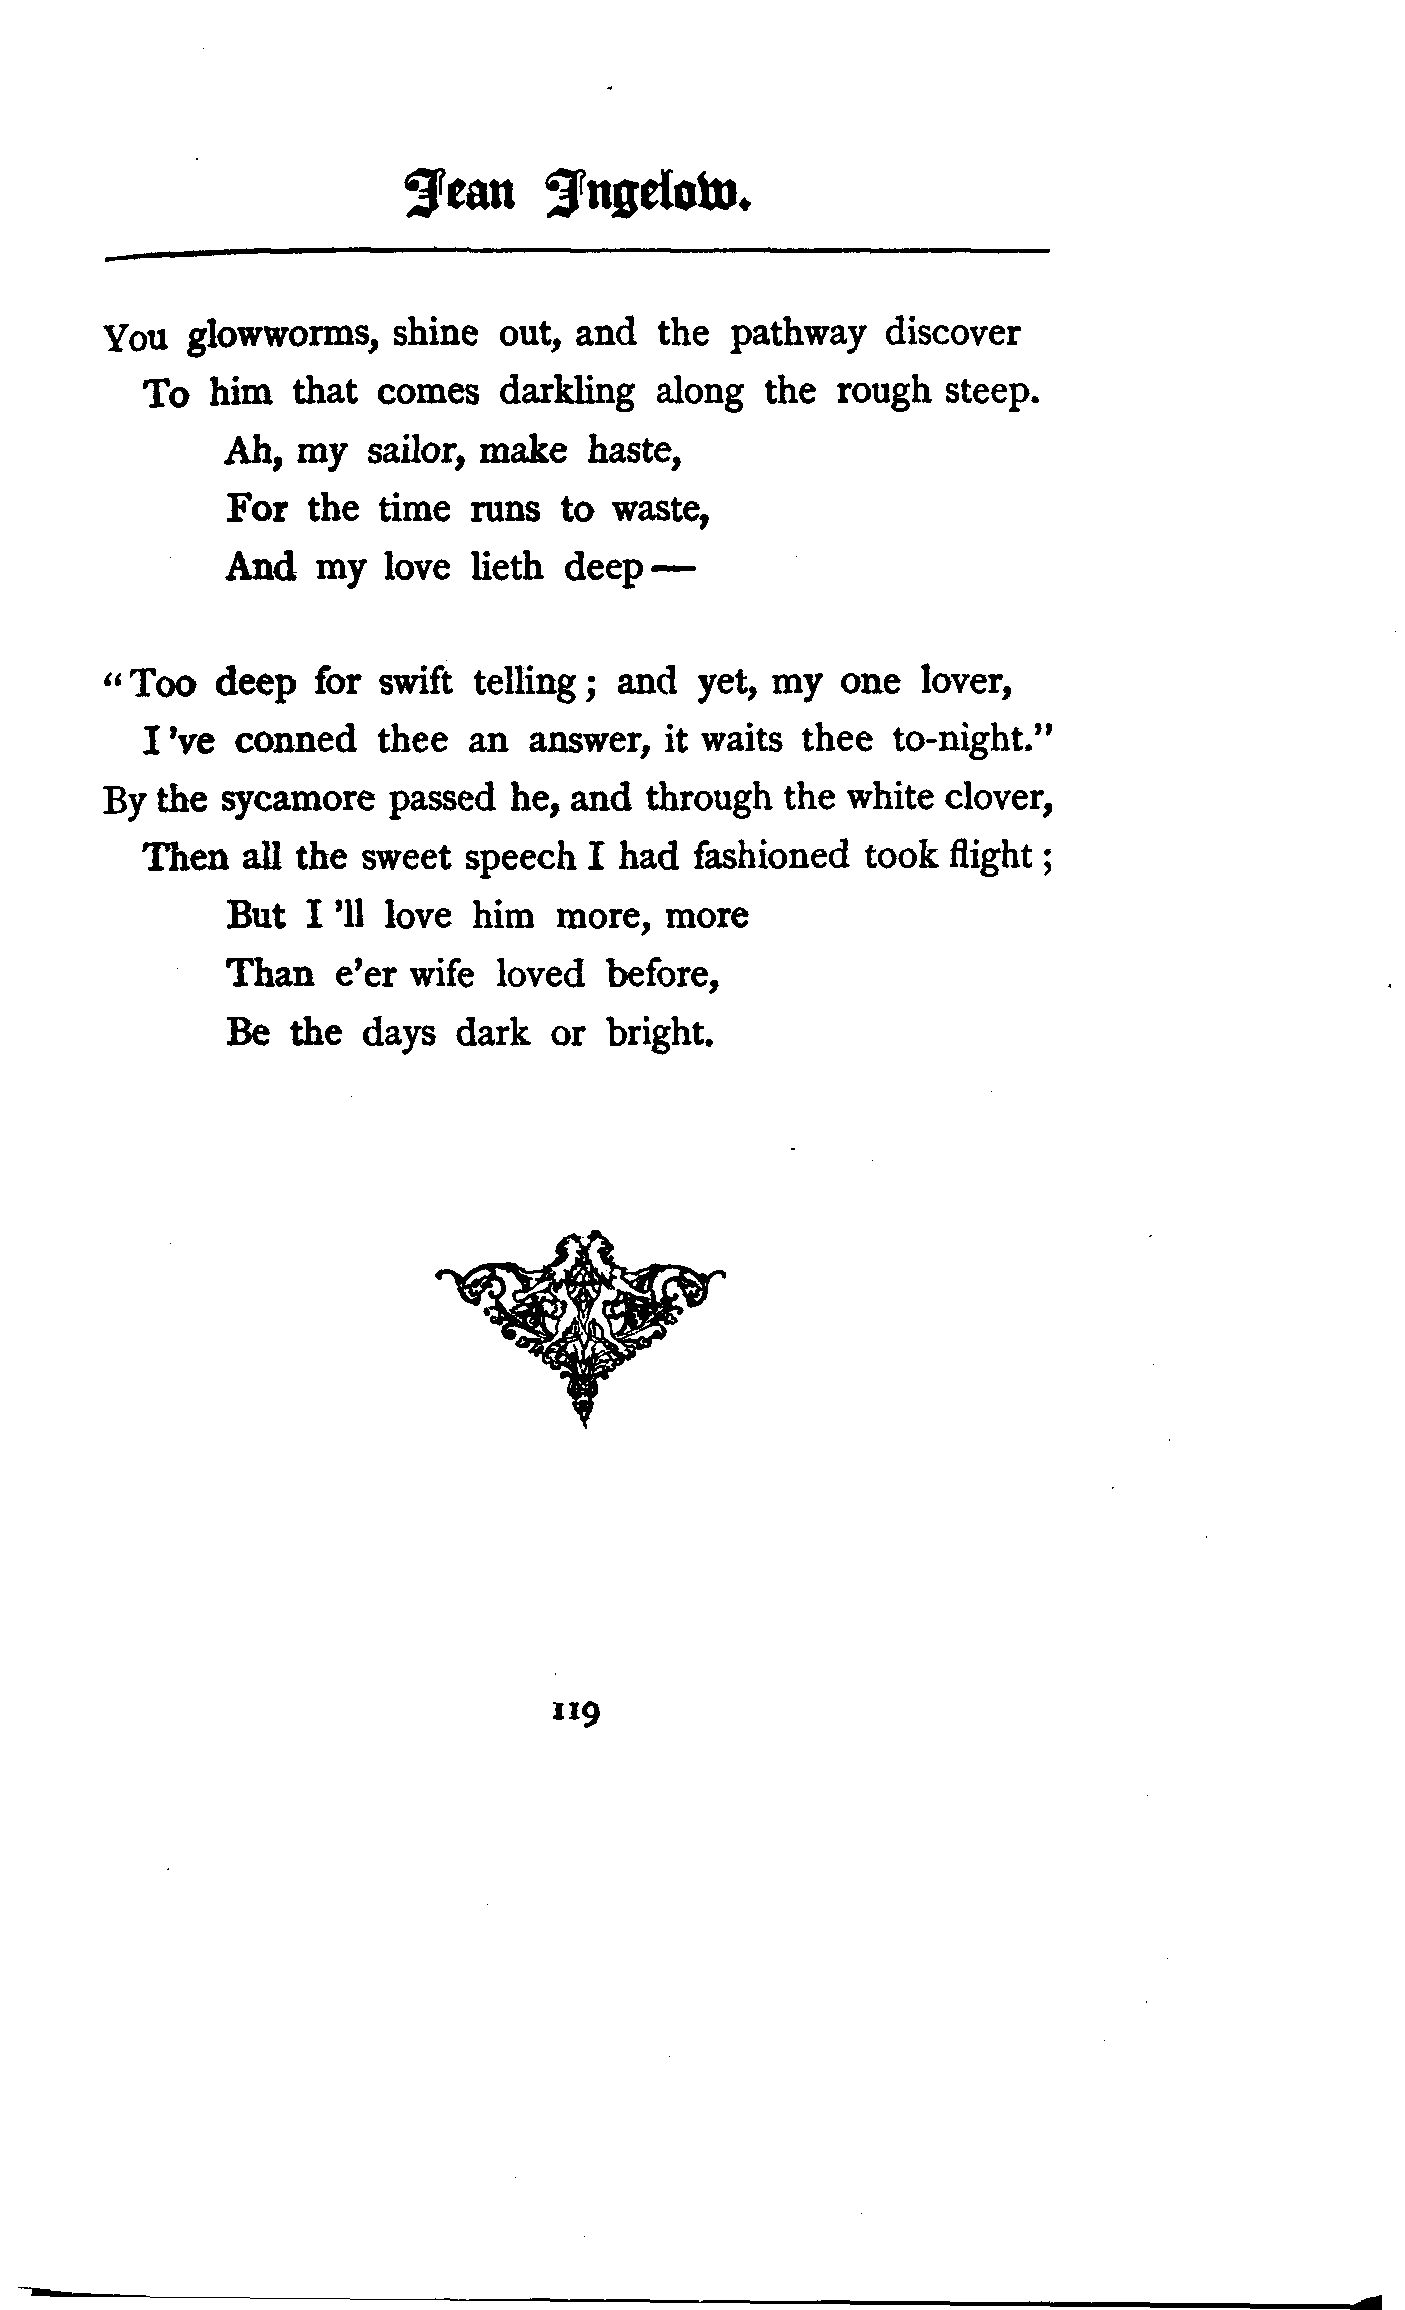 Jean Ingelow.
You glowworms, shine out, and the pathway discover
To him that comes darkling along the rough steep.
Ah, my sailor, make haste,
For the time runs to waste,
And my love lieth deep—
"Too deep for swift telling; and yet, my one lover,
I 've conned thee an answer, it waits thee to-night."
By the sycamore passed he, and through the white clover,
Then all the sweet speech I had fashioned took flight;
But I 'll love him more, more
Than e'er wife loved before,
Be the days dark or bright.
119